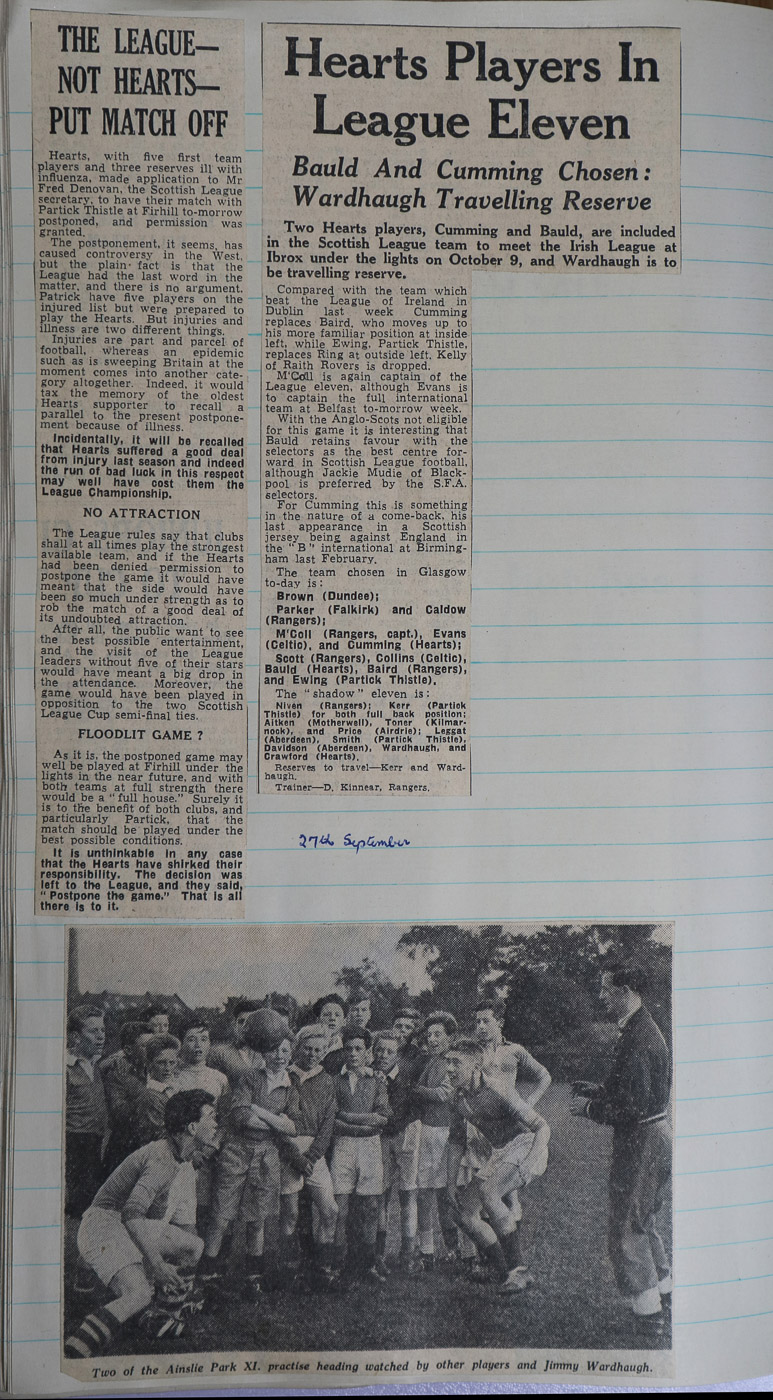 THE LEAGUE—
NOT HEARTS—
PUT MATCH OFF
Hearts, with five first team
players and three reserves ill with
influenza, made application to Mr
Fred Denovan, the Scottish League
secretary, to have their match with
Partick Thistle at Firhill to-morrow
postponed, and permission was
granted.
The postponement, it seems, has
caused controversy in the West,
but the plain fact is that the
League had the last word in the
matter, and there is no argument.
Patrick have five players on the
injured list but were prepared to
play the Hearts. But injuries and
illness are two different things.
Injuries are part and parcel of
football, whereas an epidemic
such as is sweeping Britain at the
moment comes into another cate-
gory altogether. Indeed, it would
tax the memory of the oldest
Hearts supporter to recall a
parallel to the present postpone-
ment because of illness.
Incidentally, it will be recalled
that Hearts suffered a good deal
from injury last season and indeed
the run of bad luck in this respect
may well have cost them the
League Championship.
NO ATTRACTION
The League rules say that clubs
shall at all times play the strongest
available team, and if the Hearts
had been denied permission to
postpone the game it would have
meant that the side would have
been so much under strength as to
rob the match of a good deal of
its undoubted attraction.
After all, the public want to see
the best possible entertainment,
and the visit of the League
leaders without five of their stars
would have meant a big drop in
the attendance. Moreover, the
game would have been played in
opposition to the two Scottish
League Cup semi-final ties.
FLOODLIT GAME ?
As it is, the postponed game may
well be played at Firhill under the
lights in the near future, and with
both teams at full strength there
would be a "full house." Surely it
is to the benefit of both clubs, and
particularly Partick, that the
match should be played under the
best possible conditions.
It is unthinkable in any case
that the Hearts have shirked their
responsibility. The decision was
left to the League, and they said,
"Postpone the game." That is all
there is to it.
Hearts Players In
League Eleven
Bauld And Cumming Chosen:
Wardhaugh Travelling Reserve
Two Hearts players, Cumming and Bauld, are included
in the Scottish League team to meet the Irish League at
Ibrox under the lights on October 9, and Wardhaugh is to
be travelling reserve.
Compared with the team which
beat the League of Ireland in
Dublin last week Cumming
replaces Baird, who moves up to
his more familiar position at inside
left, while Ewing, Partick Thistle,
replaces Ring at outside left. Kelly
of Raith Rovers is dropped.
M'Coll is again captain of the
League eleven, although Evans is
to captain the full international
team at Belfast to-morrow week.
With the Anglo-Scots not eligible
for this game it is interesting that
Bauld retains favour with the
selectors as the best centre for-
ward in Scottish League football,
although Jackie Mudie of Black-
pool is preferred by the S.F.A.
selectors.
For Cumming this is something
in the nature of a come-back, his
last appearance in a Scottish
jersey being against England in
the "B" international at Birming-
ham last February.
The team chosen in Glasgow
to-day is:
Brown (Dundee);
Parker (Falkirk) and Caldow
(Rangers);
M'Coll (Rangers, capt.), Evans
(Celtic), and Cumming (Hearts);
Scott (Rangers), Collins (Celtic),
Bauld (Hearts), Baird (Rangers),
and Ewing (Partick Thistle).
The "shadow" eleven is:
Niven (Rangers); Kerr (Partick
Thistle) for both full back position;
Aitken (Motherwell), Toner (Kilmar-
nock), and Price (Airdrie); Leggat
(Aberdeen), Smith (Partick Thistle),
Davidson (Aberdeen), Wardhaugh, and
Crawford (Hearts).
Reserves to travel—Kerr and Ward-
haugh.
Trainer—D. Kinnear, Rangers.
27th September
Two of the Ainslie Park XI. practise heading watched by other players and Jimmy Wardhaugh.